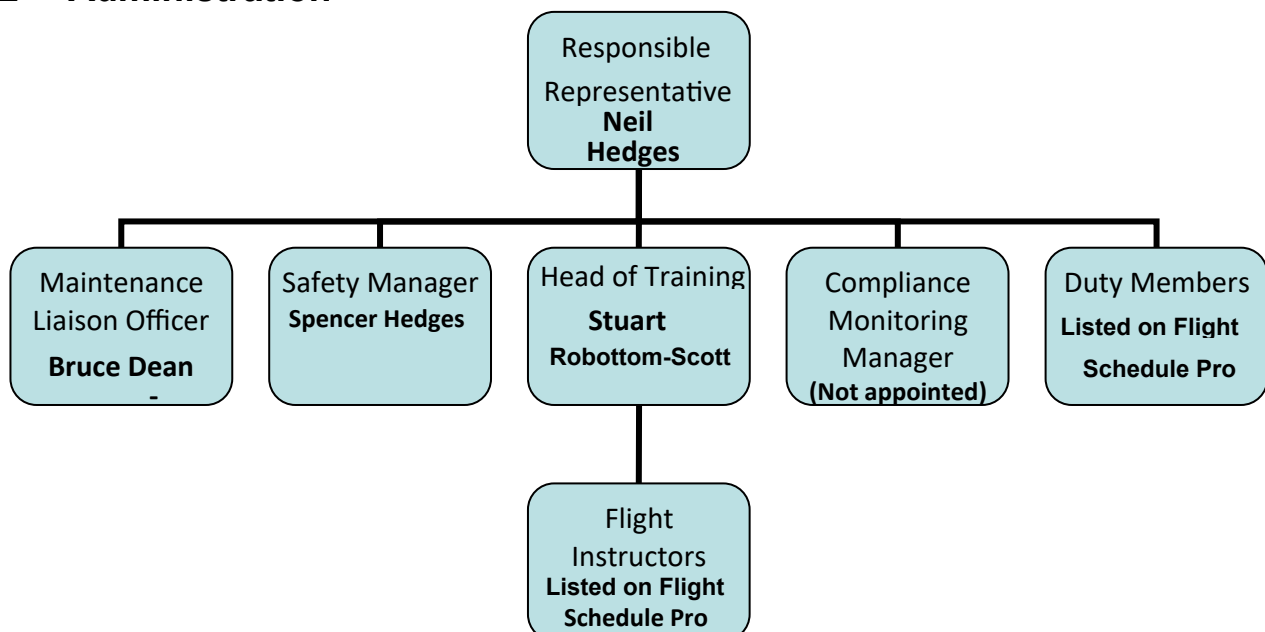 Administration
Responsible
Representative
Neil
Hedges
Maintenance
Liaison Officer
Bruce Dean
-
Safety Manager
Spencer Hedges
Head of Training
Stuart
Robottom-Scott
Compliance
Monitoring
Manager
(Not appointed)
Duty Members
Listed on Flight
Schedule Pro
Flight
Instructors
Listed on Flight
Schedule Pro